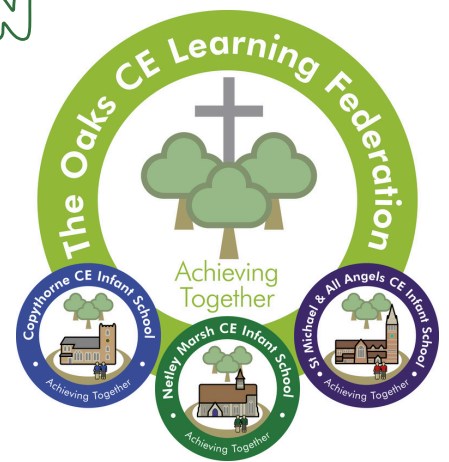 The Oaks CE Learning Federation
Achieving
Together
Copythorne CE Infant School
• Achieving Together •
Netley Marsh CE Infant School
• Achieving Together •
St Michael & All Angels CE Infant School
• Achieving Together •